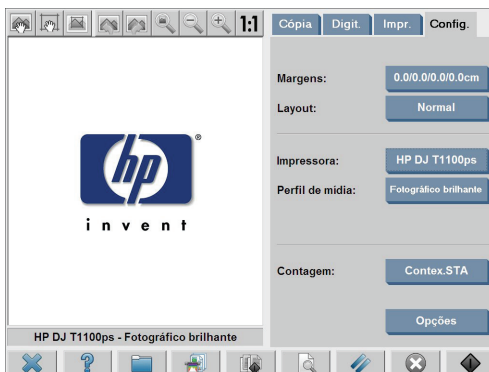 1:1
Cópia Digit. Impr. Config.
Margens: 0.0/0.0/0.0/0.0cm
Layout: Normal
hp
invent
Impressora: HP DJ T1100ps
Perfil de midia: Fotográfico brilhante
Contagem: Contex.STA
Opções
HP DJ T1100ps - Fotográfico brilhante